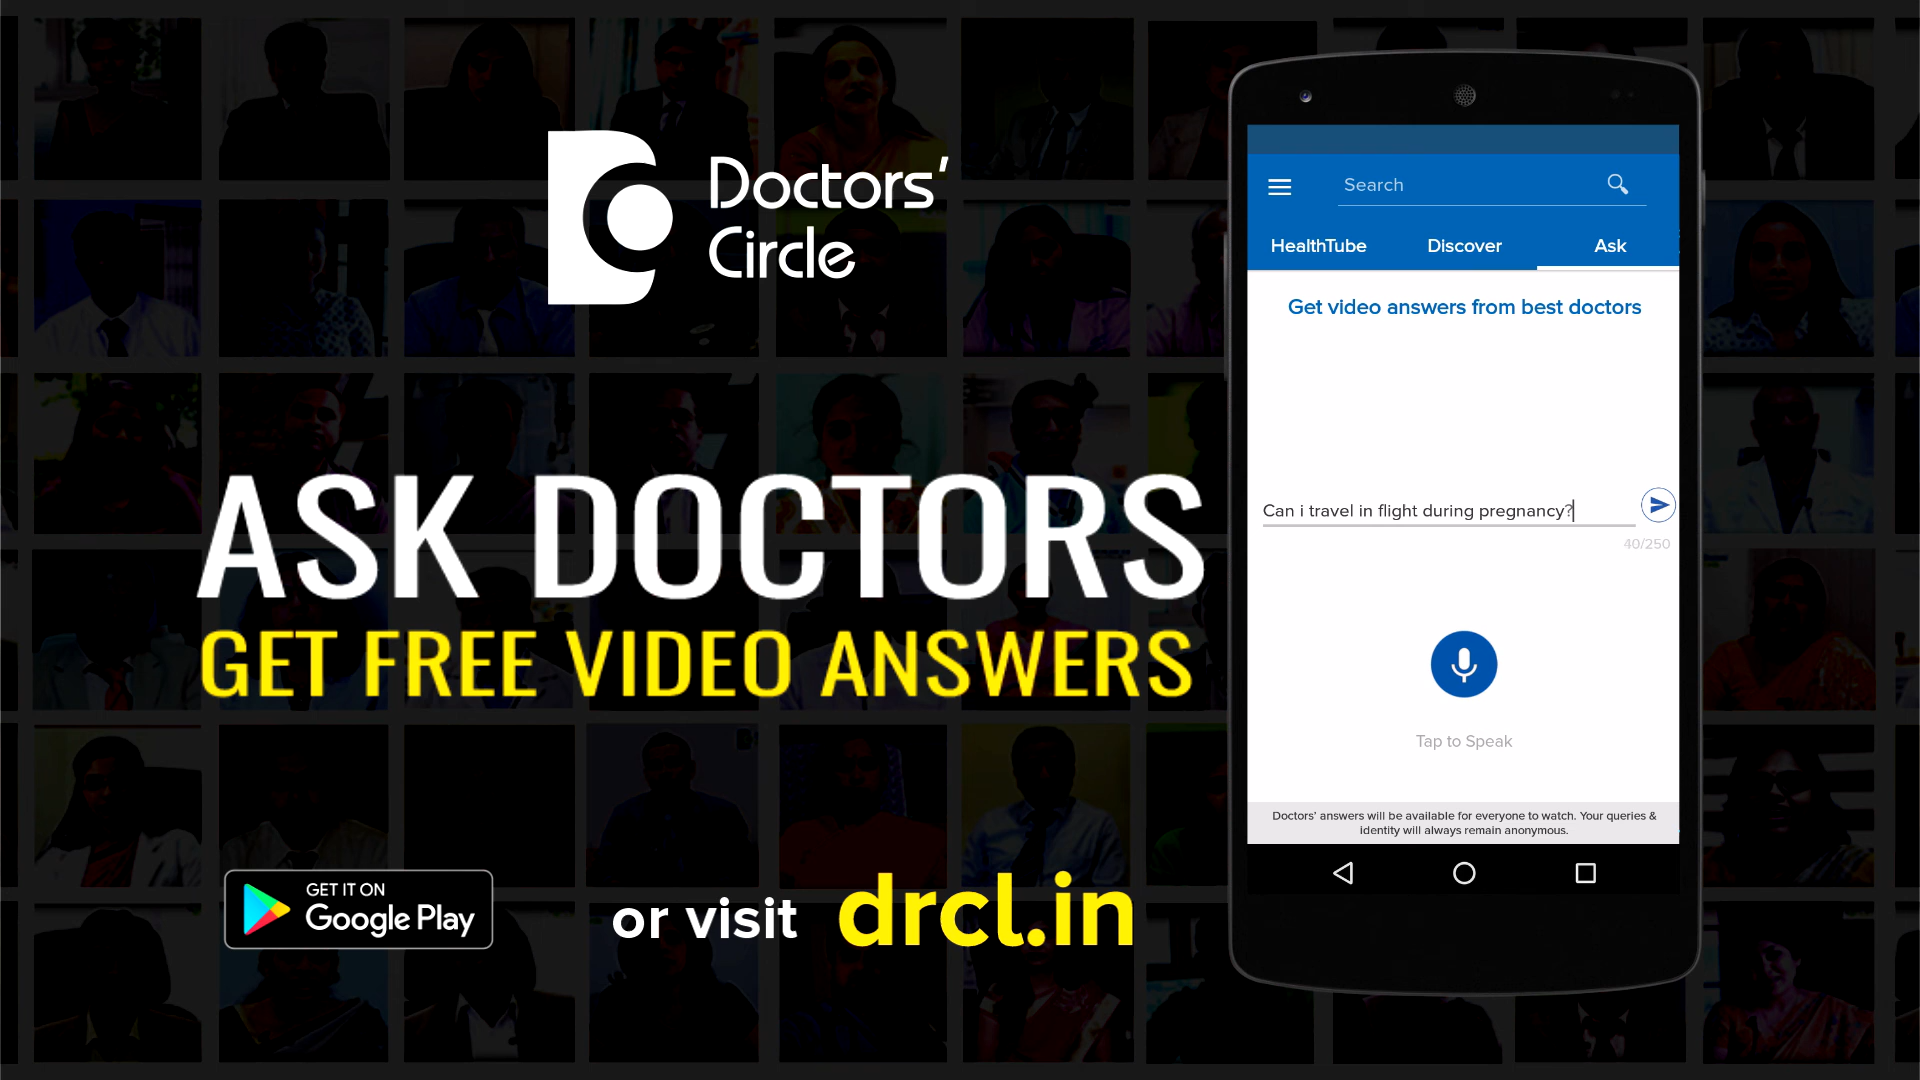 Doctors'
Circle
ASK DOCTORS
GET FREE VIDEO ANSWERS
GET IT ON
Google Play
or visit drcl.in
Search
HealthTube Discover Ask
Get video answers from best doctors
Can i travel in flight during pregnancy?
40/250
Tap to Speak
Doctors' answers will be available for everyone to watch. Your queries &
identity will always remain anonymous.